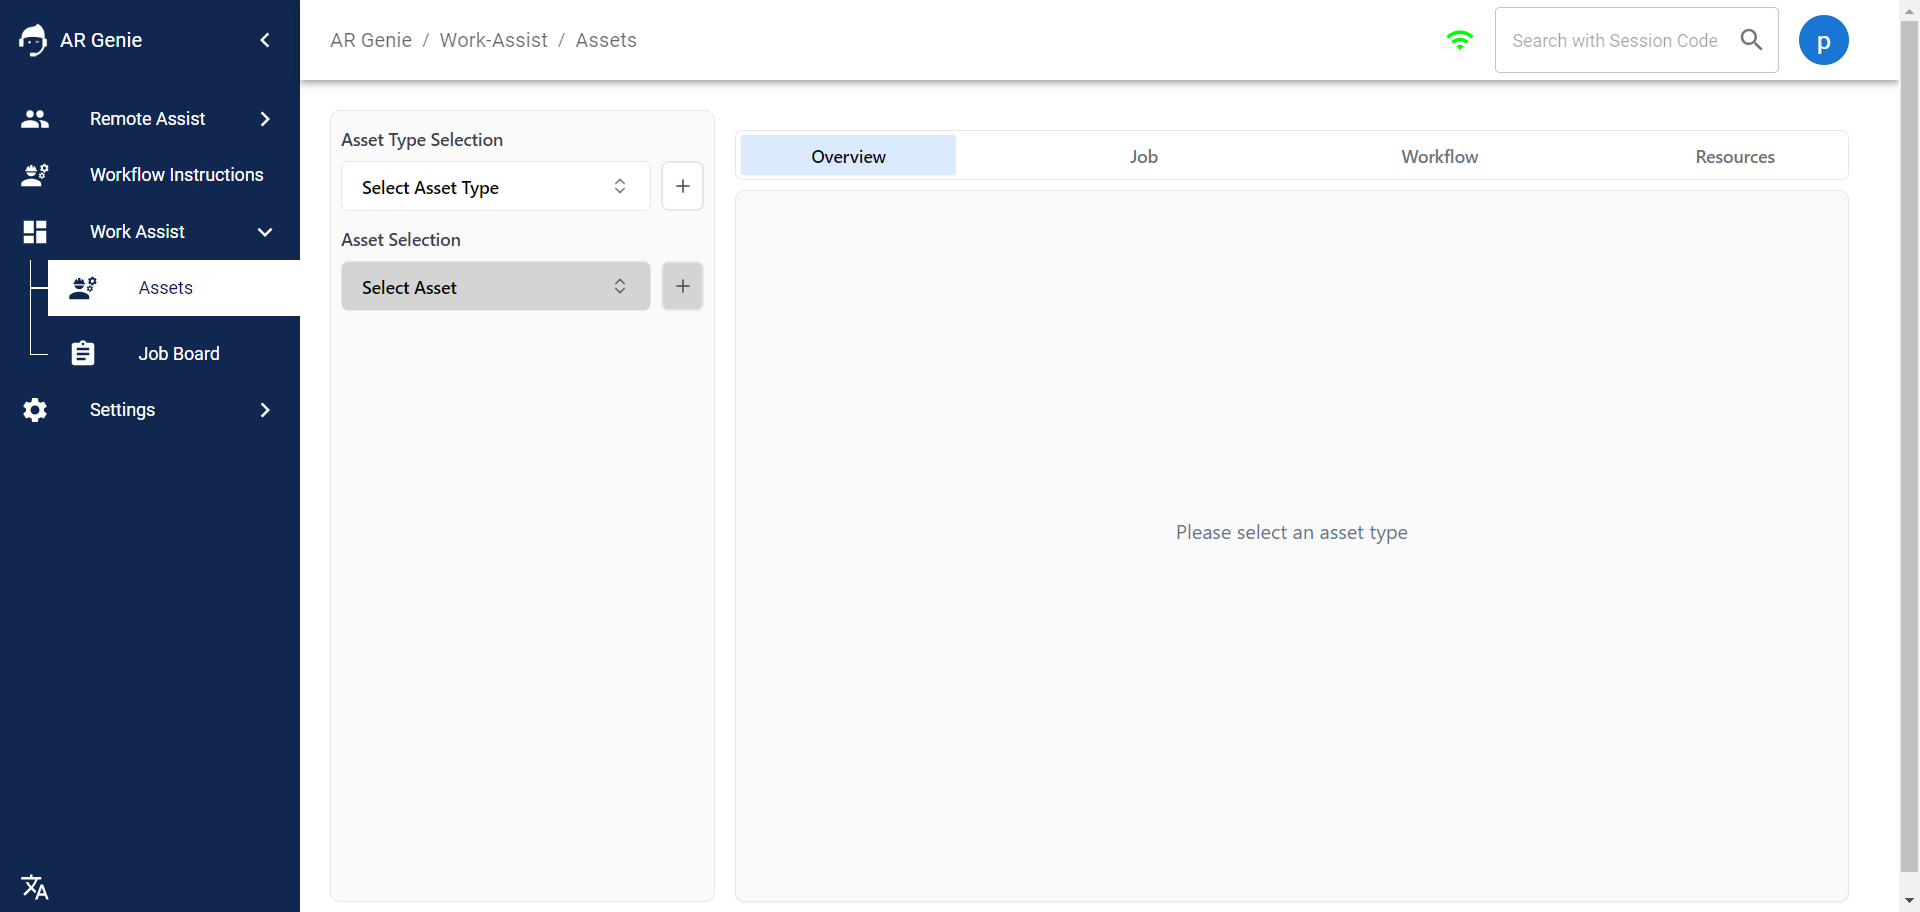 AR Genie
AR Genie / Work-Assist / Assets
Search with Session Code
p
Remote Assist
Workflow Instructions
Work Assist
Assets
Job Board
Settings
Asset Type Selection
Select Asset Type
Asset Selection
Select Asset
Overview
Job
Workflow
Resources
Please select an asset type